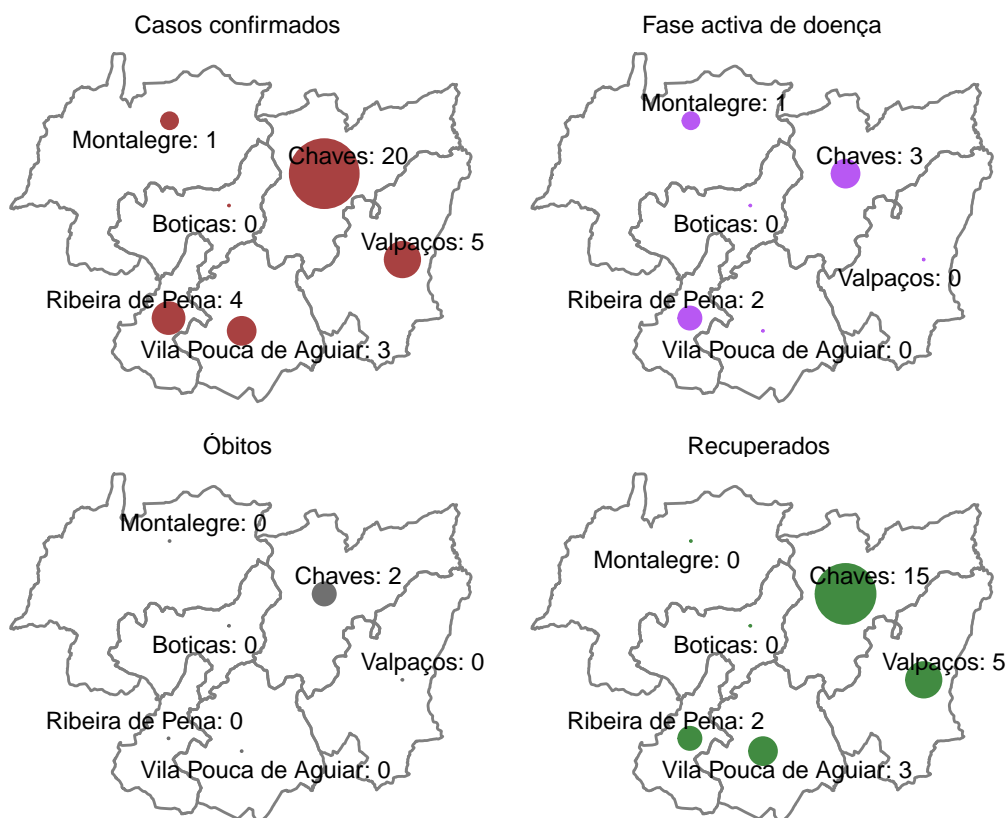 Casos confirmados
Montalegre: 1
Chaves: 20
Boticas: 0
Valpaços: 5
Ribeira de Pena: 4
Vila Pouca de Aguiar: 3
Fase activa de doença
Montalegre: 1
Chaves: 3
Boticas: 0
Valpaços: 0
Ribeira de Pena: 2
Vila Pouca de Aguiar: 0
Óbitos
Montalegre: 0
Chaves: 2
Boticas: 0
Valpaços: 0
Ribeira de Pena: 0
Vila Pouca de Aguiar: 0
Recuperados
Montalegre: 0
Chaves: 15
Boticas: 0
Valpaços: 5
Ribeira de Pena: 2
Vila Pouca de Aguiar: 3